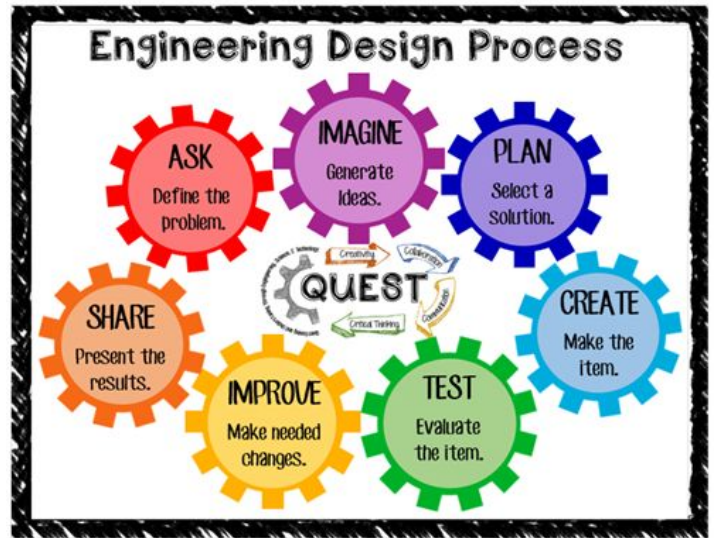 Engineering Design Process
ASK
Define the
problem.
IMAGINE
Generate
Ideas.
PLAN
Select a
solution.
CREATE
Make the
item.
TEST
Evaluate
the item.
IMPROVE
Make needed
changes.
SHARE
Present the
results.
QUEST
Creativity
Collaboration
Communication
Critical Thinking